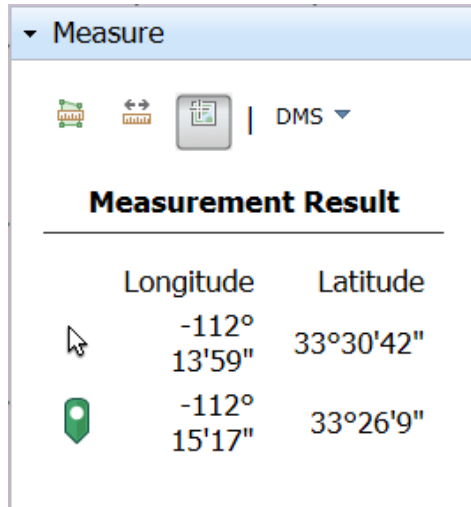 Measure
| DMS
Measurement Result
Longitude Latitude
-112°
13'59" 33°30'42"
-112°
15'17" 33°26'9"